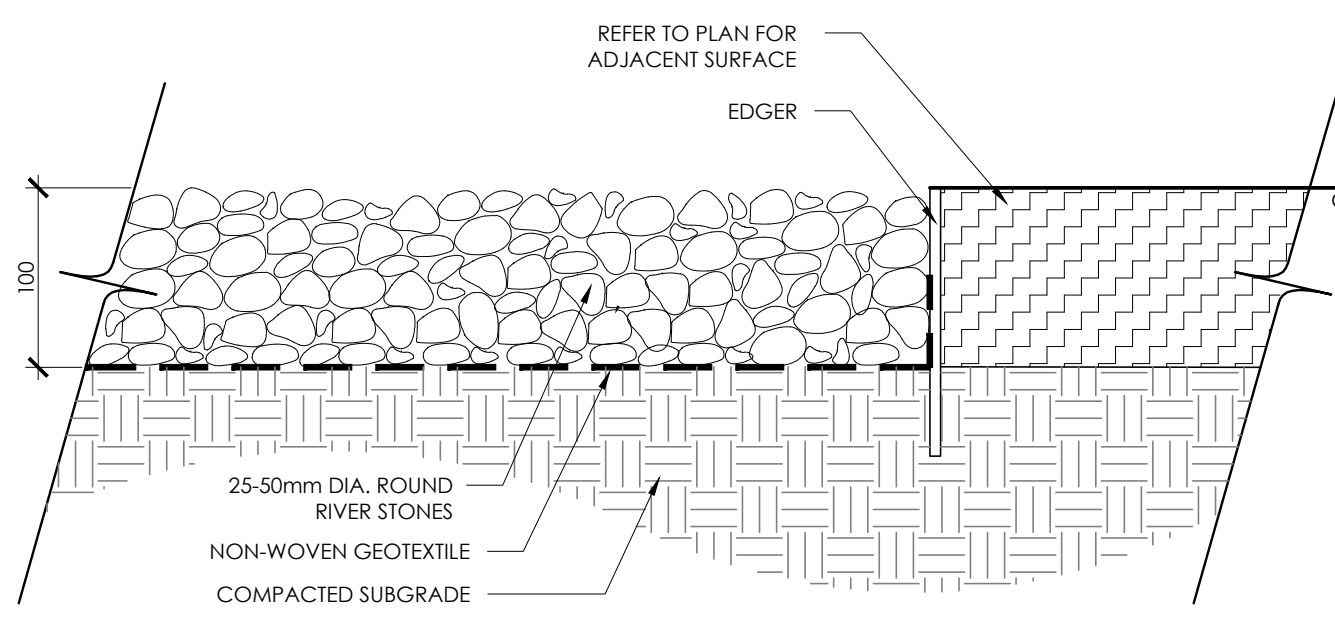 REFER TO PLAN FOR
ADJACENT SURFACE
EDGER
100
25-50mm DIA. ROUND
RIVER STONES
NON-WOVEN GEOTEXTILE
COMPACTED SUBGRADE